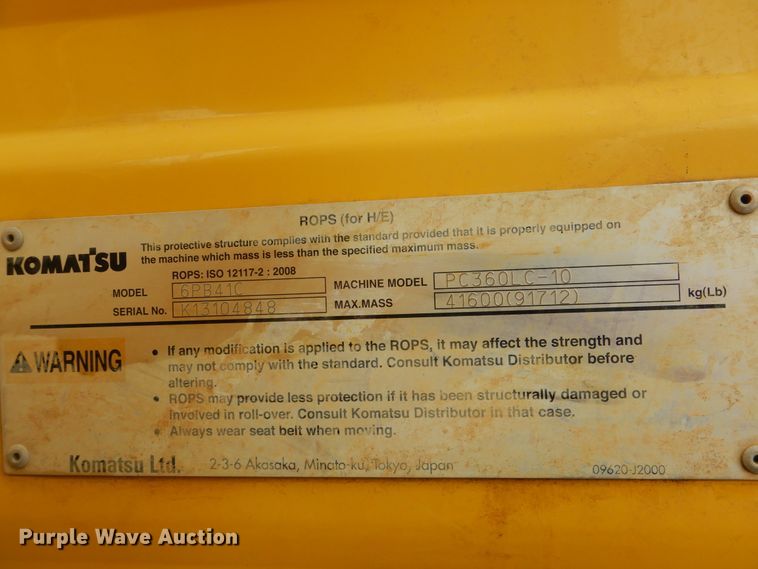 ROPS (for H/E)
KOMATSU
This protective structure complies with the standard provided that it is properly equipped on
the machine which mass is less than the specified maximum mass.
ROPS: ISO 12117-2 : 2008
MODEL 6PB41C MACHINE MODEL PC360LC-10
SERIAL No. K13104848 MAX.MASS 41600(91712) kg(Lb)
WARNING
• If any modification is applied to the ROPS, it may affect the strength and
may not comply with the standard. Consult Komatsu Distributor before
altering.
• ROPS may provide less protection if it has been structurally damaged or
involved in roll-over. Consult Komatsu Distributor in that case.
• Always wear seat belt when moving.
Komatsu Ltd. 2-3-6 Akasaka, Minato-ku, Tokyo, Japan 09620-J2000
Purple Wave Auction